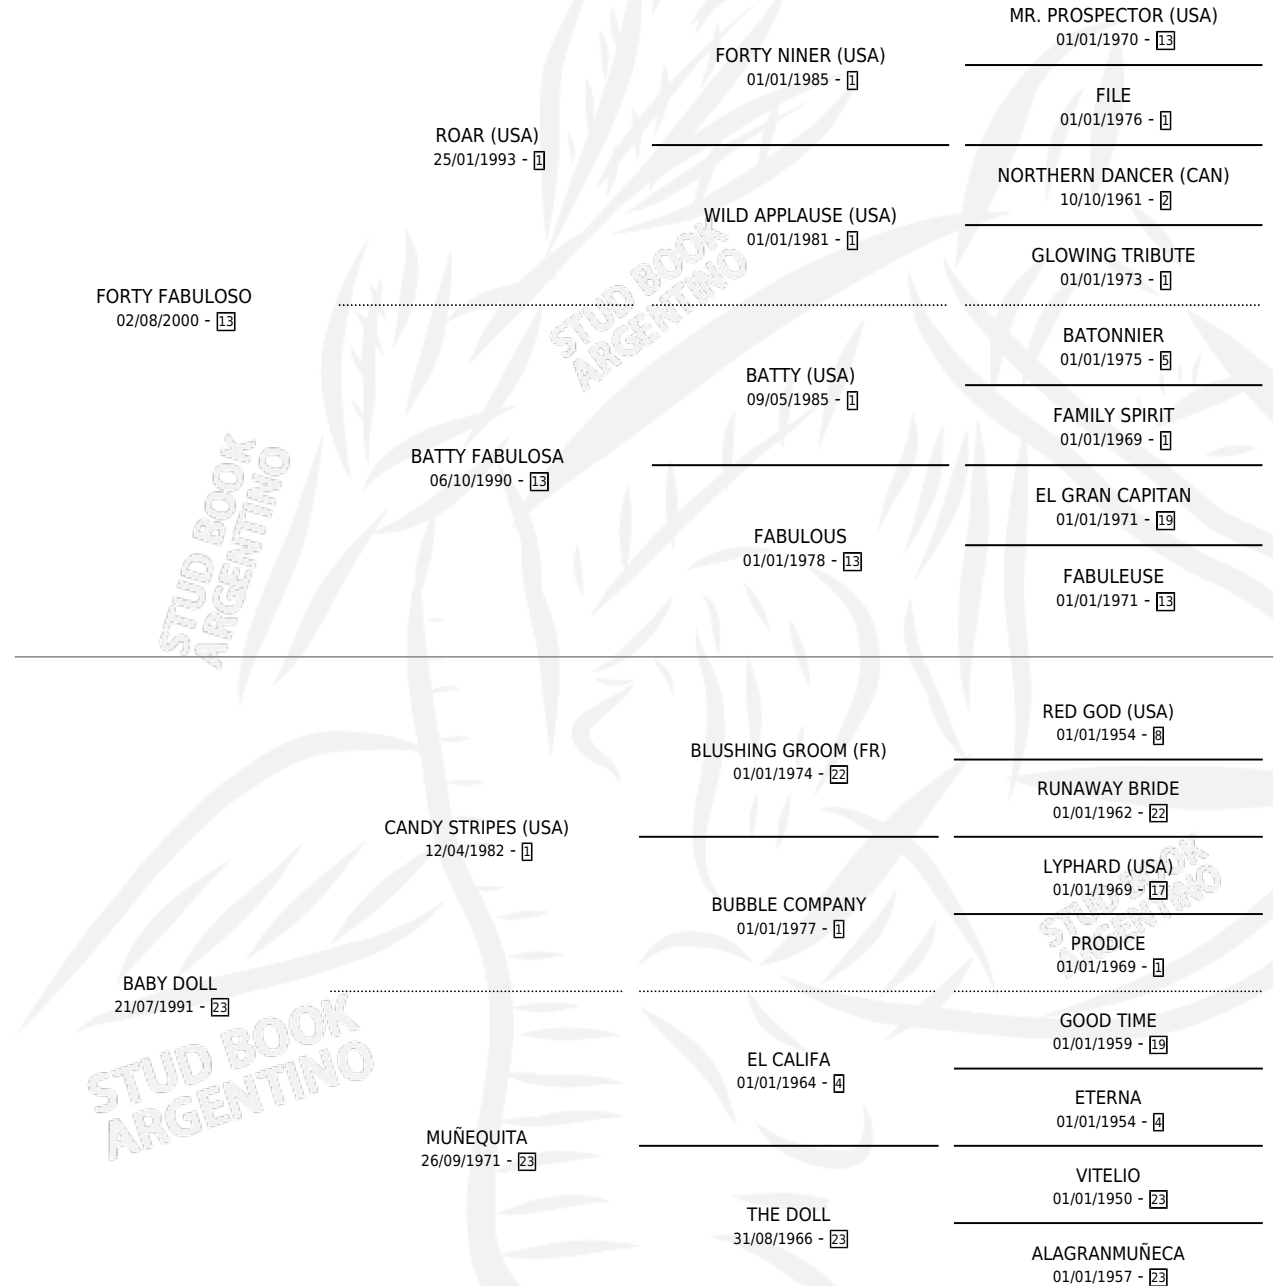 MR. PROSPECTOR (USA)
01/01/1970 - 13
FORTY NINER (USA)
01/01/1985 - 1
FILE
01/01/1976 - 1
ROAR (USA)
25/01/1993 - 1
NORTHERN DANCER (CAN)
10/10/1961 - 2
WILD APPLAUSE (USA)
01/01/1981 - 1
GLOWING TRIBUTE
01/01/1973 - 1
FORTY FABULOSO
02/08/2000 - 13
BATONNIER
01/01/1975 - 5
BATTY (USA)
09/05/1985 - 1
FAMILY SPIRIT
01/01/1969 - 1
BATTY FABULOSA
06/10/1990 - 13
EL GRAN CAPITAN
01/01/1971 - 19
FABULOUS
01/01/1978 - 13
FABULEUSE
01/01/1971 - 13
RED GOD (USA)
01/01/1954 - 8
BLUSHING GROOM (FR)
01/01/1974 - 22
RUNAWAY BRIDE
01/01/1962 - 22
CANDY STRIPES (USA)
12/04/1982 - 1
LYPHARD (USA)
01/01/1969 - 17
BUBBLE COMPANY
01/01/1977 - 1
PRODICE
01/01/1969 - 1
BABY DOLL
21/07/1991 - 23
GOOD TIME
01/01/1959 - 19
EL CALIFA
01/01/1964 - 4
ETERNA
01/01/1954 - 4
MUÑEQUITA
26/09/1971 - 23
VITELIO
01/01/1950 - 23
THE DOLL
31/08/1966 - 23
ALAGRANMUÑECA
01/01/1957 - 23
STUD BOOK
ARGENTINO
STUD BOOK
ARGENTINO
STUD BOOK
ARGENTINO
STUD BOOK
ARGENTINO